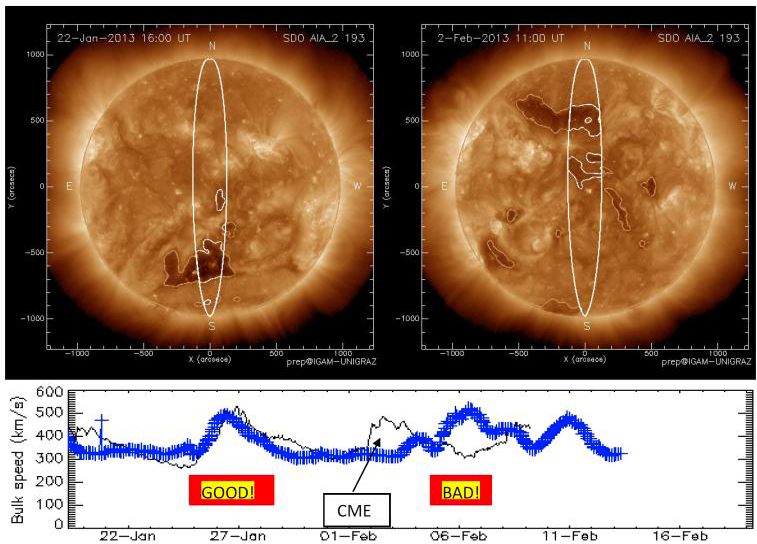 22-Jan-2013 16:00 UT
SDO AIA_2 193
N
1000
500
0
-500
-1000
Y (arcsecs)
E
W
S
-1000
-500
0
500
1000
X (arcsecs)
prep@IGAM-UNIGRAZ
2-Feb-2013 11:00 UT
SDO AIA_2 193
N
1000
500
0
-500
-1000
Y (arcsecs)
E
W
S
-1000
-500
0
500
1000
X (arcsecs)
prep@IGAM-UNIGRAZ
600
500
400
300
200
100
0
Bulk speed (km/s)
GOOD!
CME
BAD!
22-Jan
27-Jan
01-Feb
06-Feb
11-Feb
16-Feb